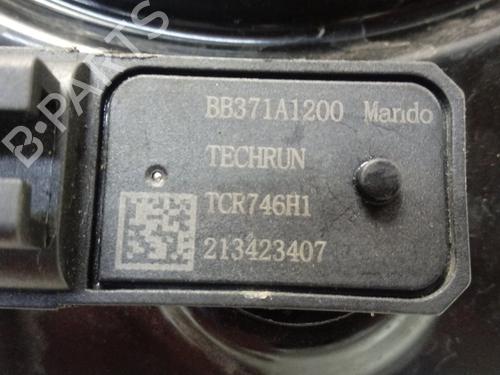 BB371A1200 Mando
TECHRUN
TCR746H1
213423407
B-PARTS